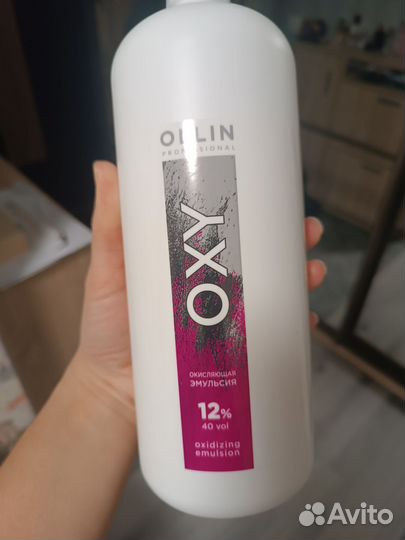 OLLIN
PROFESSIONAL
OXY
ОКИСЛЯЮЩАЯ
ЭМУЛЬСИЯ
12%
40 vol
oxidizing
emulsion
Avito